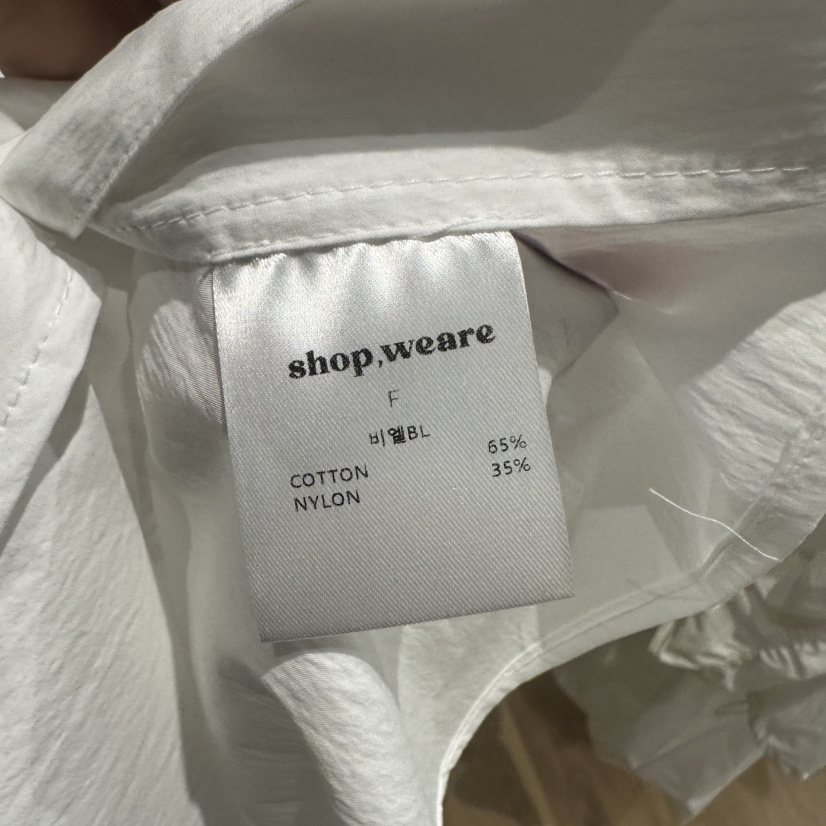 shop,weare
F
비엘BL
COTTON 65%
NYLON 35%